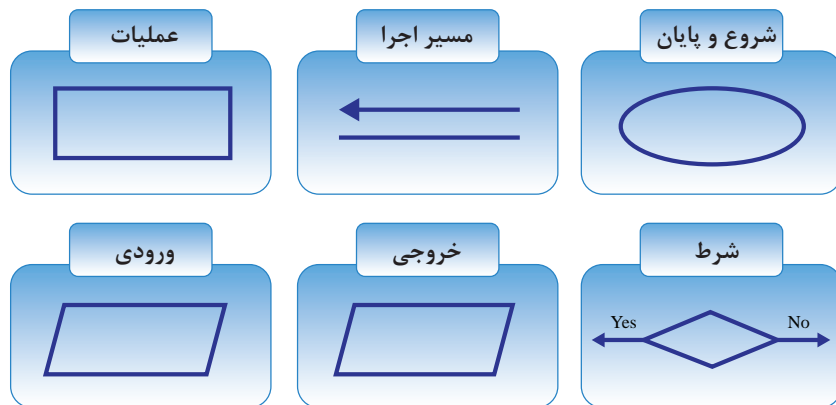 شروع و پایان
مسیر اجرا
عملیات
شرط
Yes
No
خروجی
ورودی